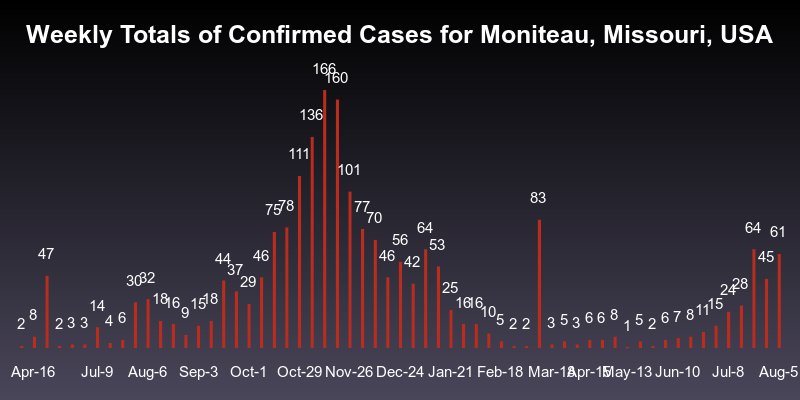 Weekly Totals of Confirmed Cases for Moniteau, Missouri, USA
2 8 47 2 3 3 14 4 6 30 32 18 16 9 15 18 44 37 29 46 75 78 111 136 166 160 101 77 70 46 56 42 64 53 25 16 16 10 5 2 2 83 3 5 3 6 6 8 1 5 2 6 7 8 11 15 24 28 64 45 61
Apr-16 Jul-9 Aug-6 Sep-3 Oct-1 Oct-29 Nov-26 Dec-24 Jan-21 Feb-18 Mar-18 Apr-15 May-13 Jun-10 Jul-8 Aug-5